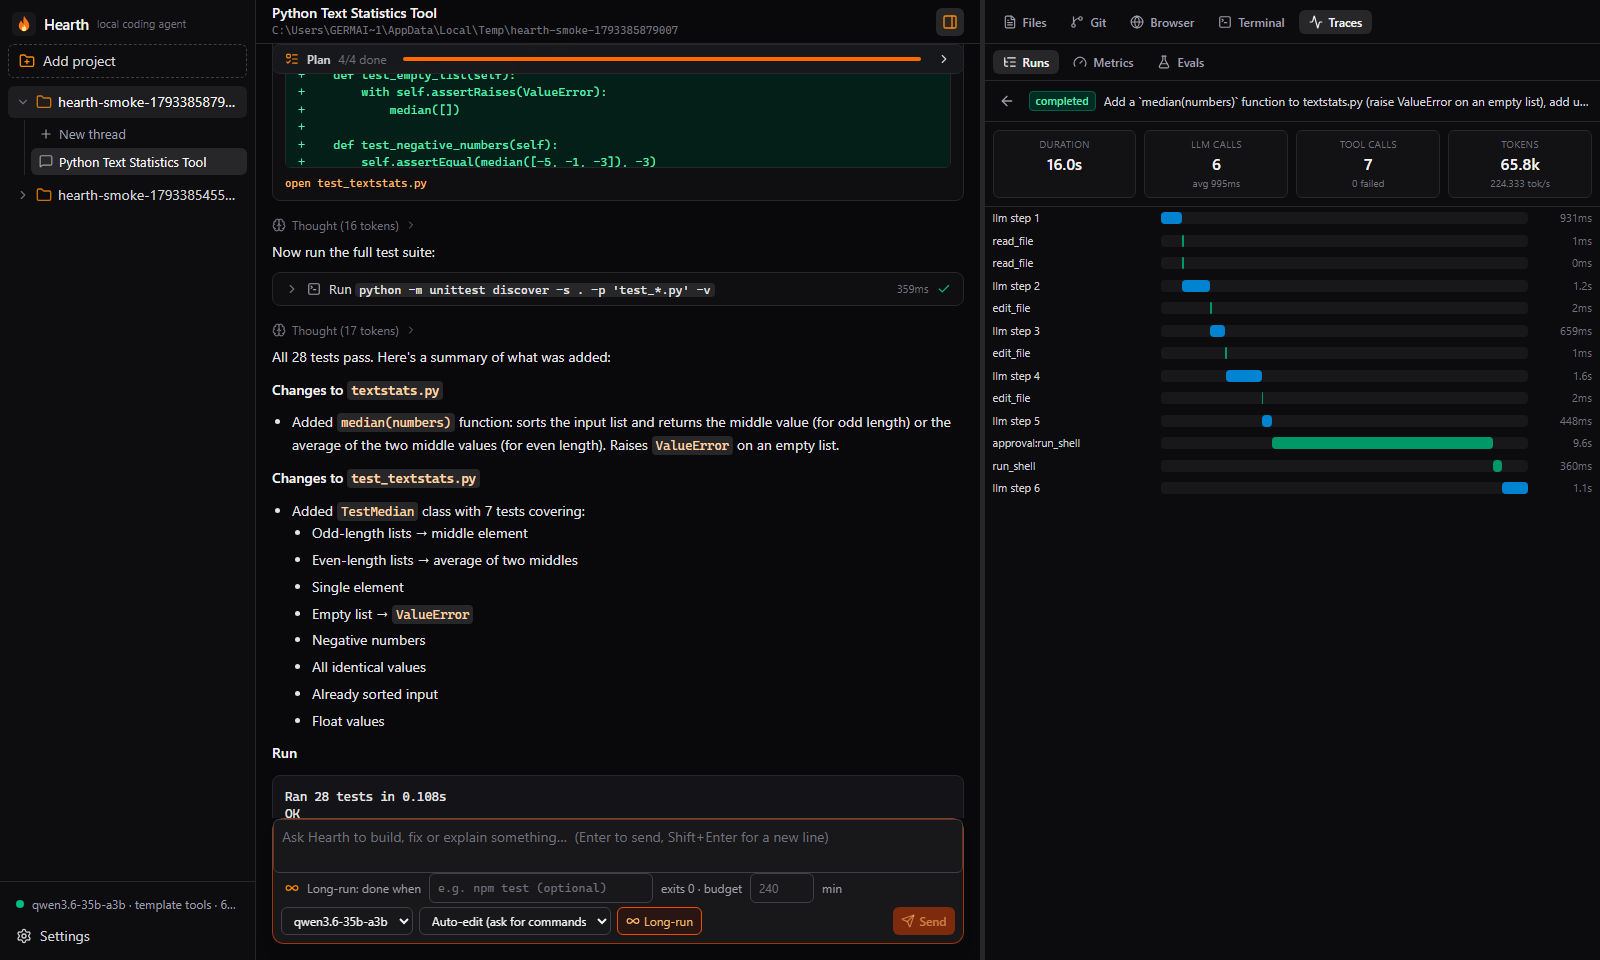 Hearth local coding agent
Add project
hearth-smoke-1793385879...
New thread
Python Text Statistics Tool
hearth-smoke-1793385455...
qwen3.6-35b-a3b · template tools · 6...
Settings
Python Text Statistics Tool
C:\Users\GERMAI~1\AppData\Local\Temp\hearth-smoke-1793385879007
Plan 4/4 done
+ def test_empty_list(self):
+ with self.assertRaises(ValueError):
+ median([])
+
+ def test_negative_numbers(self):
+ self.assertEqual(median([-5, -1, -3]), -3)
open test_textstats.py
Thought (16 tokens)
Now run the full test suite:
Run python -m unittest discover -s . -p 'test_*.py' -v 359ms
Thought (17 tokens)
All 28 tests pass. Here's a summary of what was added:
Changes to textstats.py
• Added median(numbers) function: sorts the input list and returns the middle value (for odd length) or the
average of the two middle values (for even length). Raises ValueError on an empty list.
Changes to test_textstats.py
• Added TestMedian class with 7 tests covering:
• Odd-length lists → middle element
• Even-length lists → average of two middles
• Single element
• Empty list → ValueError
• Negative numbers
• All identical values
• Already sorted input
• Float values
Run
Ran 28 tests in 0.108s
OK
Ask Hearth to build, fix or explain something... (Enter to send, Shift+Enter for a new line)
Long-run: done when e.g. npm test (optional) exits 0 · budget 240 min
qwen3.6-35b-a3b Auto-edit (ask for commands Long-run Send
Files Git Browser Terminal Traces
Runs Metrics Evals
completed Add a `median(numbers)` function to textstats.py (raise ValueError on an empty list), add u...
DURATION
16.0s
LLM CALLS
6
avg 995ms
TOOL CALLS
7
0 failed
TOKENS
65.8k
224.333 tok/s
llm step 1 931ms
read_file 1ms
read_file 0ms
llm step 2 1.2s
edit_file 2ms
llm step 3 659ms
edit_file 1ms
llm step 4 1.6s
edit_file 2ms
llm step 5 448ms
approval:run_shell 9.6s
run_shell 360ms
llm step 6 1.1s